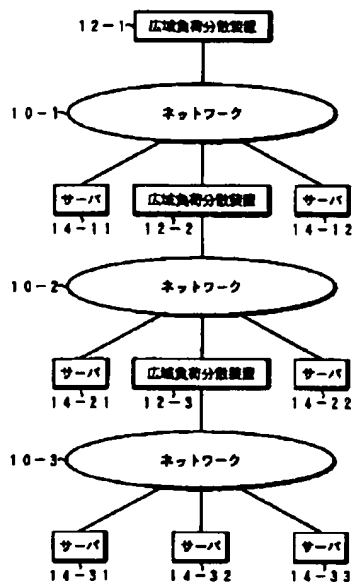 12-1 広域負荷分散装置
10-1 ネットワーク
サーバ 広域負荷分散装置 サーバ
14-11 12-2 14-12
10-2 ネットワーク
サーバ 広域負荷分散装置 サーバ
14-21 12-3 14-22
10-3 ネットワーク
サーバ サーバ サーバ
14-31 14-32 14-33